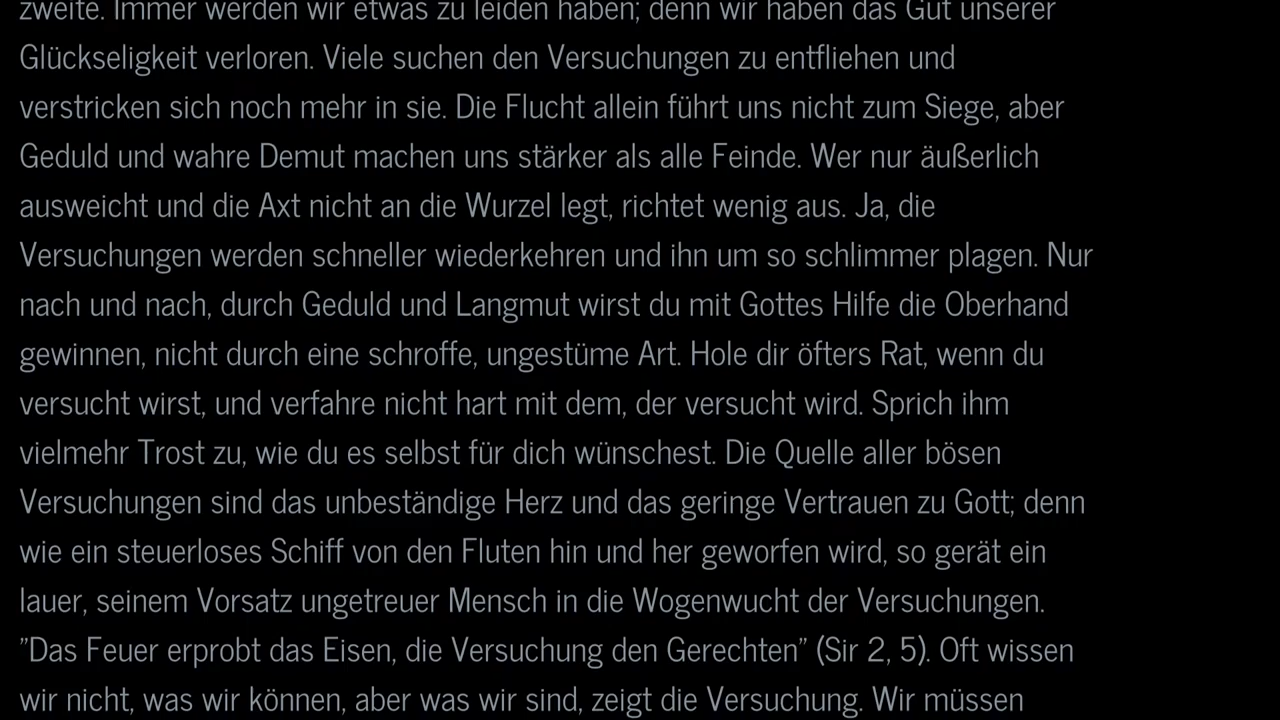 zweite. Immer werden wir etwas zu leiden haben; denn wir haben das Gut unserer
Glückseligkeit verloren. Viele suchen den Versuchungen zu entfliehen und
verstricken sich noch mehr in sie. Die Flucht allein führt uns nicht zum Siege, aber
Geduld und wahre Demut machen uns stärker als alle Feinde. Wer nur äußerlich
ausweicht und die Axt nicht an die Wurzel legt, richtet wenig aus. Ja, die
Versuchungen werden schneller wiederkehren und ihn um so schlimmer plagen. Nur
nach und nach, durch Geduld und Langmut wirst du mit Gottes Hilfe die Oberhand
gewinnen, nicht durch eine schroffe, ungestüme Art. Hole dir öfters Rat, wenn du
versucht wirst, und verfahre nicht hart mit dem, der versucht wird. Sprich ihm
vielmehr Trost zu, wie du es selbst für dich wünschest. Die Quelle aller bösen
Versuchungen sind das unbeständige Herz und das geringe Vertrauen zu Gott; denn
wie ein steuerloses Schiff von den Fluten hin und her geworfen wird, so gerät ein
lauer, seinem Vorsatz ungetreuer Mensch in die Wogenwucht der Versuchungen.
"Das Feuer erprobt das Eisen, die Versuchung den Gerechten" (Sir 2, 5). Oft wissen
wir nicht, was wir können, aber was wir sind, zeigt die Versuchung. Wir müssen